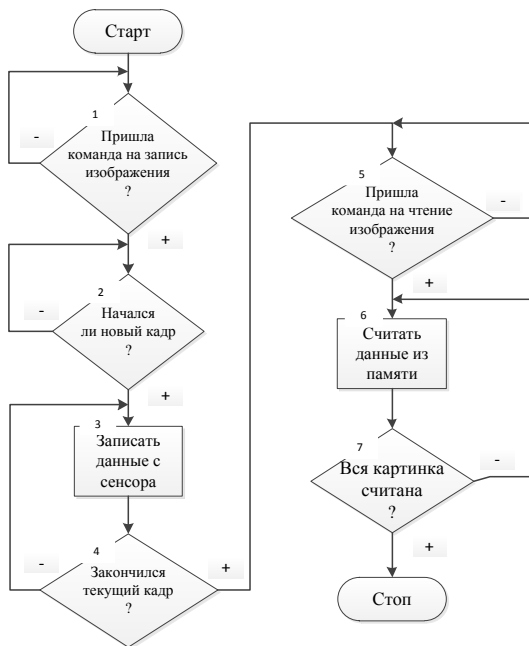 Старт
1
Пришла
команда на запись
изображения
?
-
+
2
Начался
ли новый кадр
?
-
+
3
Записать
данные с
сенсора
4
Закончился
текущий кадр
?
-
+
5
Пришла
команда на чтение
изображения
?
-
+
6
Считать
данные из
памяти
7
Вся картинка
считана
?
-
+
Стоп